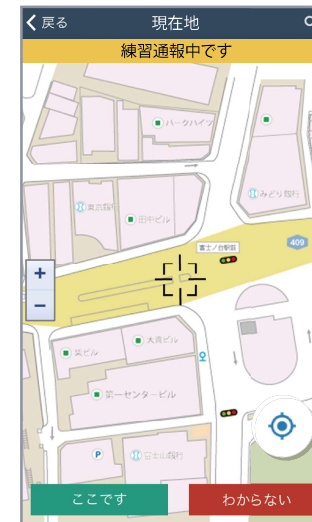 戻る
現在地
練習通報中です
パークハイツ
みどり銀行
東京銀行
田中ビル
富士ノ台駅前
409
+
−
大貫ビル
葵ビル
第一センタービル
P
富士山銀行
ここです
わからない